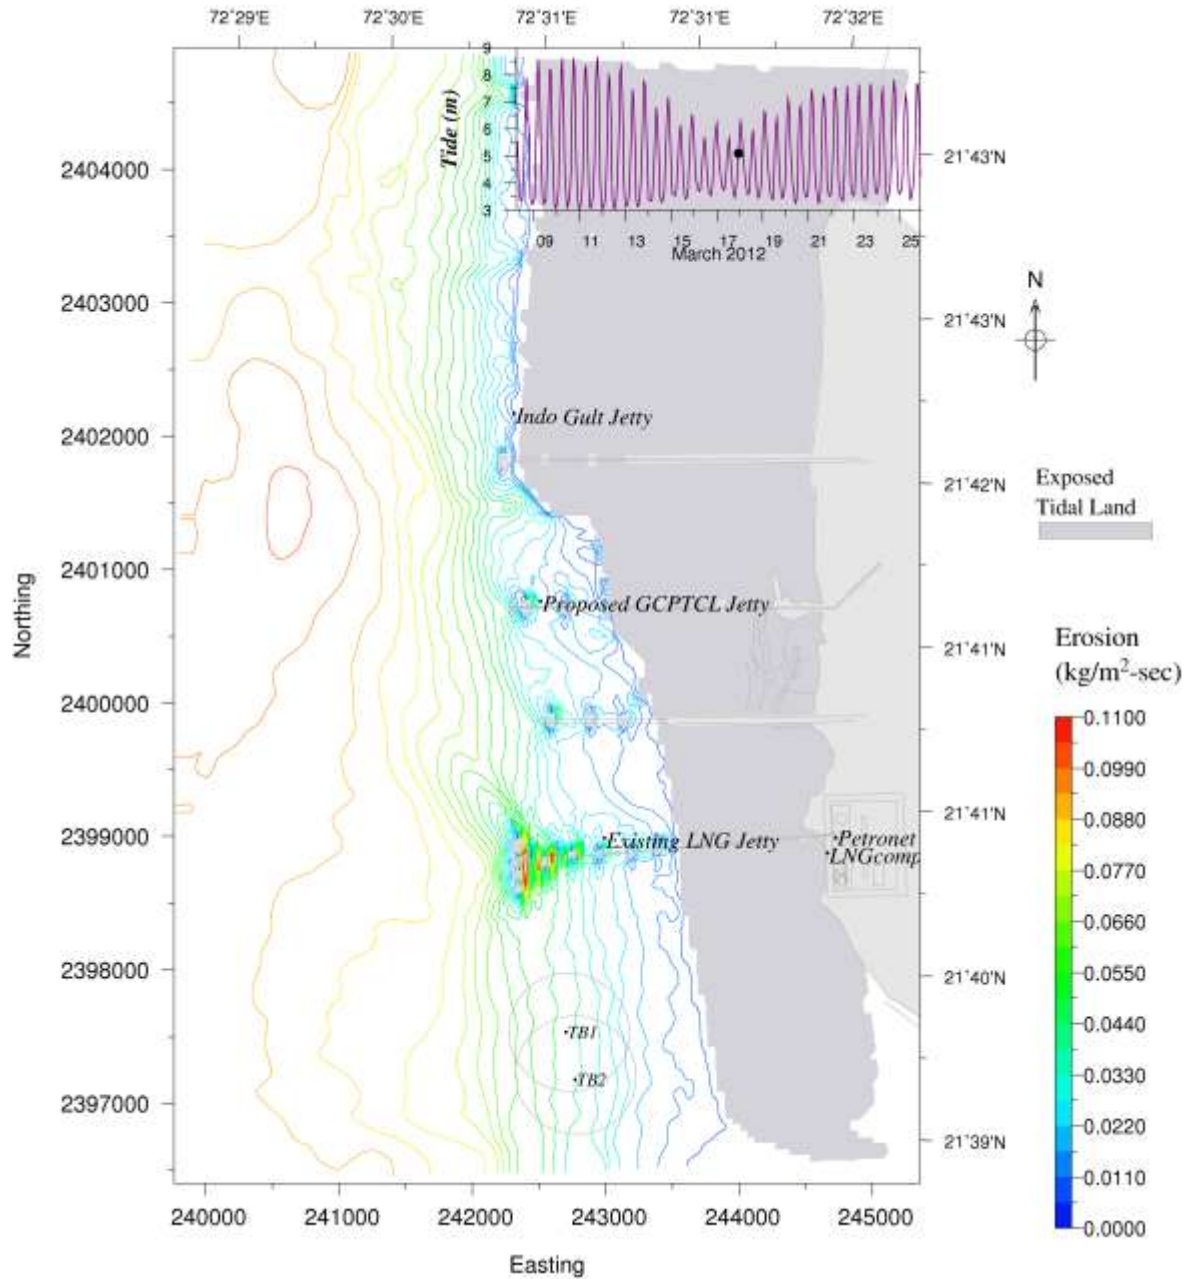 72°29'E 72°30'E 72°31'E 72°31'E 72°32'E
9
8
7
6
5
4
3
Tide (m)
09 11 13 15 17 19 21 23 25
March 2012
2404000
2403000
2402000
2401000
2400000
2399000
2398000
2397000
Northing
21°43'N
21°43'N
21°42'N
21°41'N
21°41'N
21°40'N
21°39'N
N
Indo Gult Jetty
Proposed GCPTCL Jetty
Existing LNG Jetty
Petronet
LNGcomp
TB1
TB2
Exposed
Tidal Land
Erosion
(kg/m²-sec)
0.1100
0.0990
0.0880
0.0770
0.0660
0.0550
0.0440
0.0330
0.0220
0.0110
0.0000
240000 241000 242000 243000 244000 245000
Easting